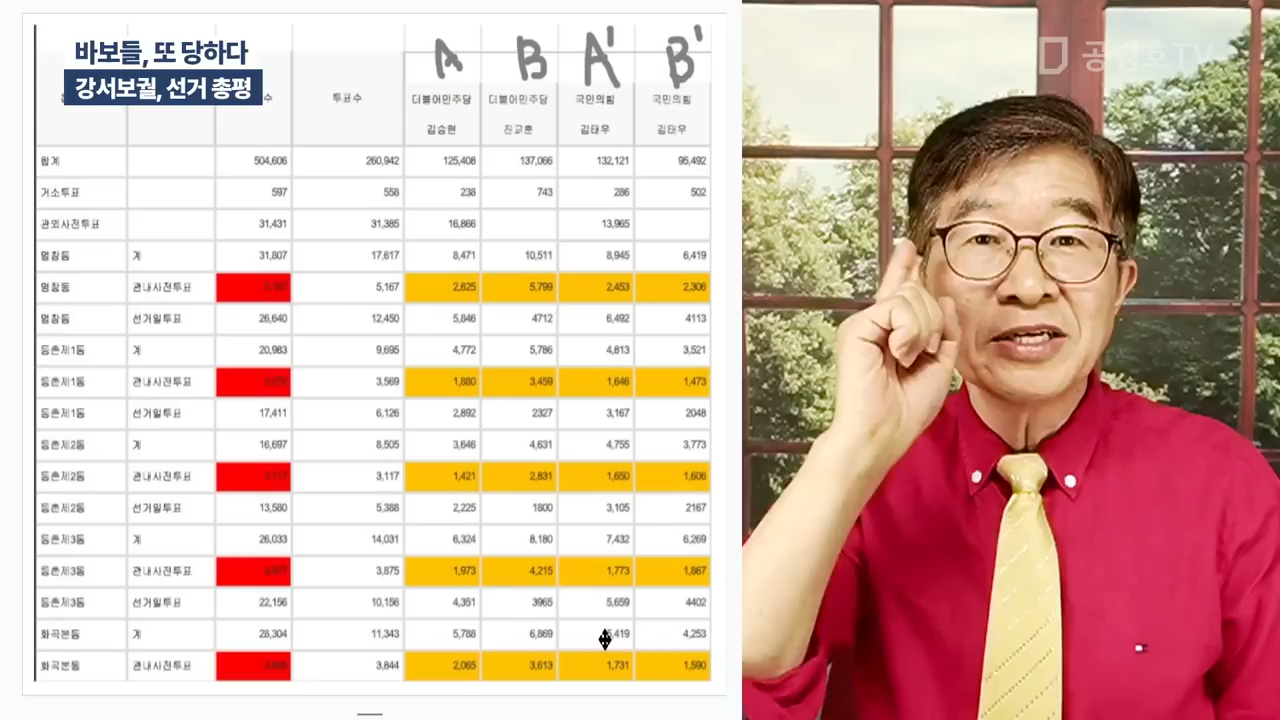 바보들, 또 당하다
강서보궐, 선거 총평
공병호TV
A B A' B'
수 투표수 더불어민주당 더불어민주당 국민의힘 국민의힘
김승현 진교훈 김태우 김태우
합계 504,606 260,942 125,408 137,066 132,121 95,492
거소투표 597 558 238 743 286 502
관외사전투표 31,431 31,385 16,866 13,965
염창동 계 31,807 17,617 8,471 10,511 8,945 6,419
염창동 관내사전투표 5,167 2,625 5,799 2,453 2,306
염창동 선거일투표 26,640 12,450 5,846 4712 6,492 4113
등촌제1동 계 20,983 9,695 4,772 5,786 4,813 3,521
등촌제1동 관내사전투표 3,569 1,880 3,459 1,646 1,473
등촌제1동 선거일투표 17,411 6,126 2,892 2327 3,167 2048
등촌제2동 계 16,697 8,505 3,646 4,631 4,755 3,773
등촌제2동 관내사전투표 3,117 1,421 2,831 1,650 1,606
등촌제2동 선거일투표 13,580 5,388 2,225 1800 3,105 2167
등촌제3동 계 26,033 14,031 6,324 8,180 7,432 6,269
등촌제3동 관내사전투표 3,875 1,973 4,215 1,773 1,867
등촌제3동 선거일투표 22,156 10,156 4,351 3965 5,659 4402
화곡본동 계 28,304 11,343 5,788 6,869 419 4,253
화곡본동 관내사전투표 3,844 2,065 3,613 1,731 1,590